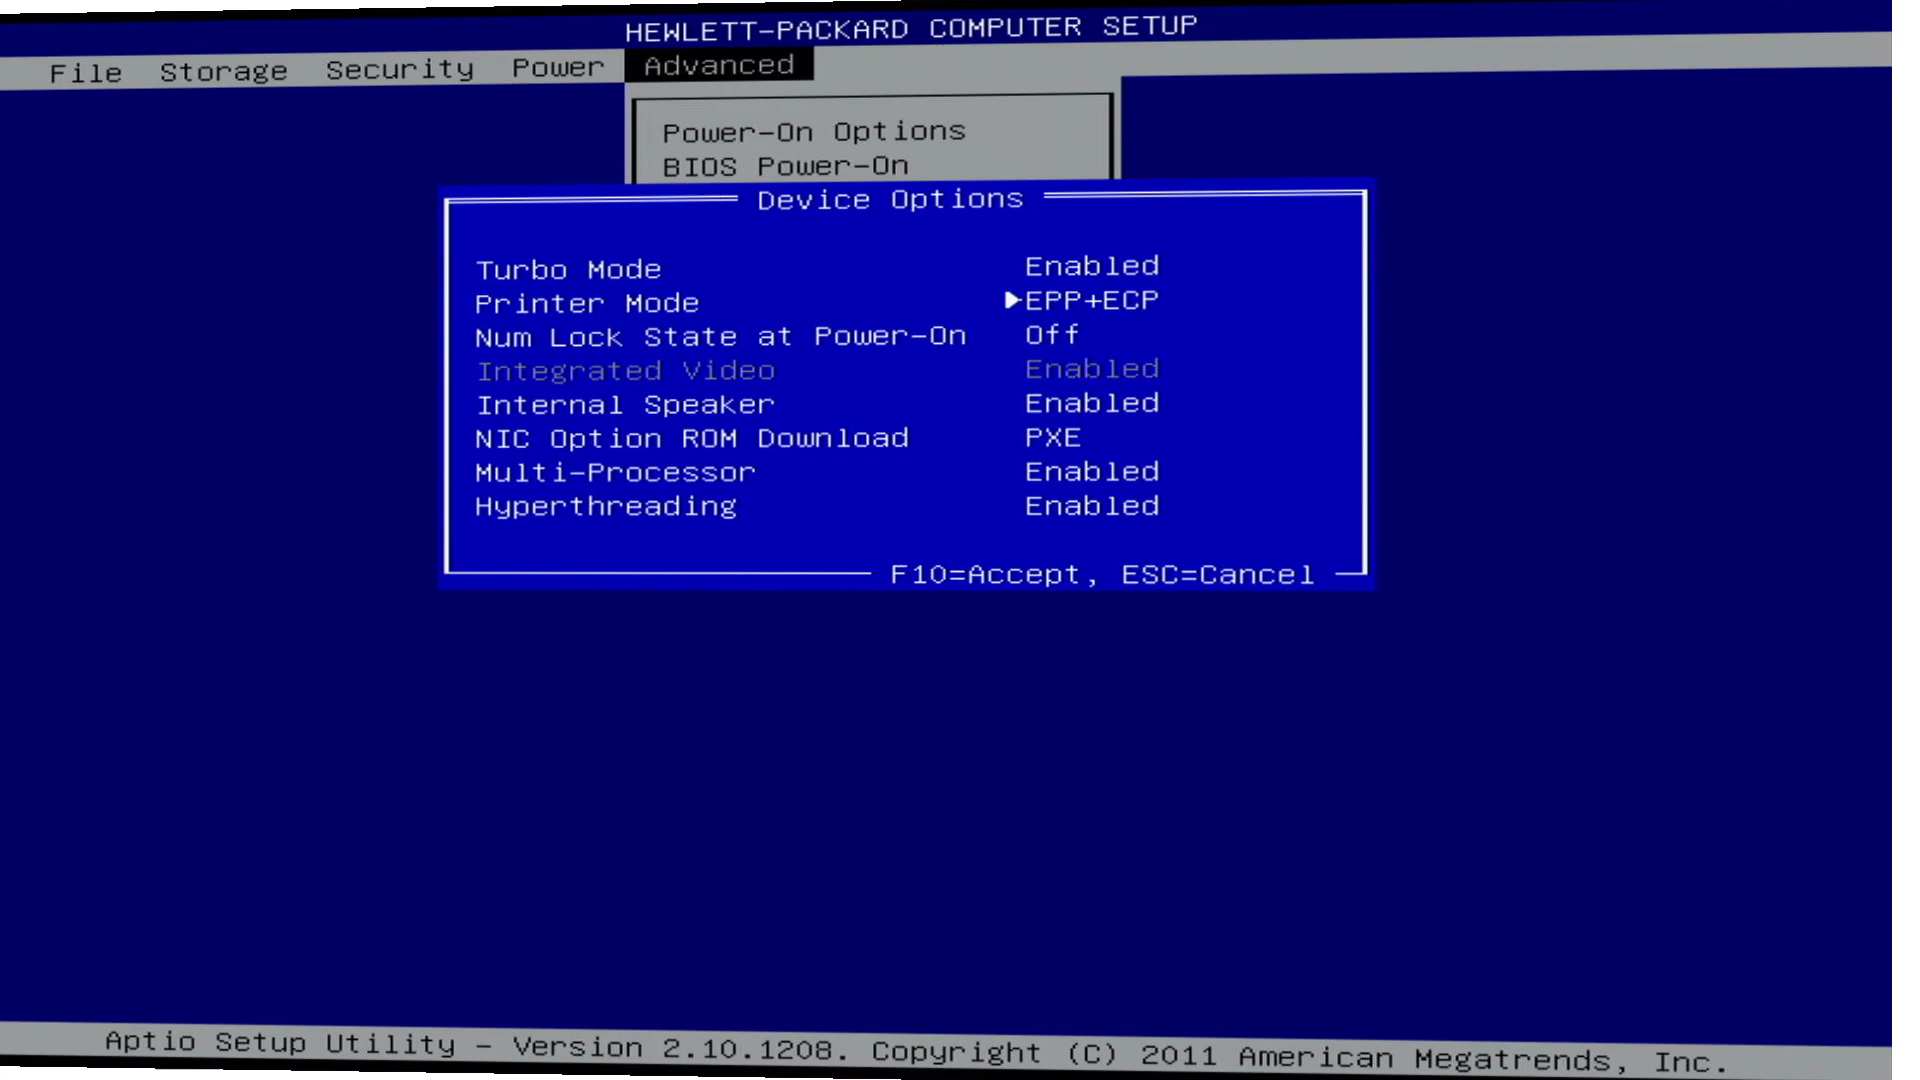 HEWLETT-PACKARD COMPUTER SETUP
File Storage Security Power Advanced
Power-On Options
BIOS Power-On
Device Options
Turbo Mode Enabled
Printer Mode ▶EPP+ECP
Num Lock State at Power-On Off
Integrated Video Enabled
Internal Speaker Enabled
NIC Option ROM Download PXE
Multi-Processor Enabled
Hyperthreading Enabled
F10=Accept, ESC=Cancel
Aptio Setup Utility - Version 2.10.1208. Copyright (C) 2011 American Megatrends, Inc.